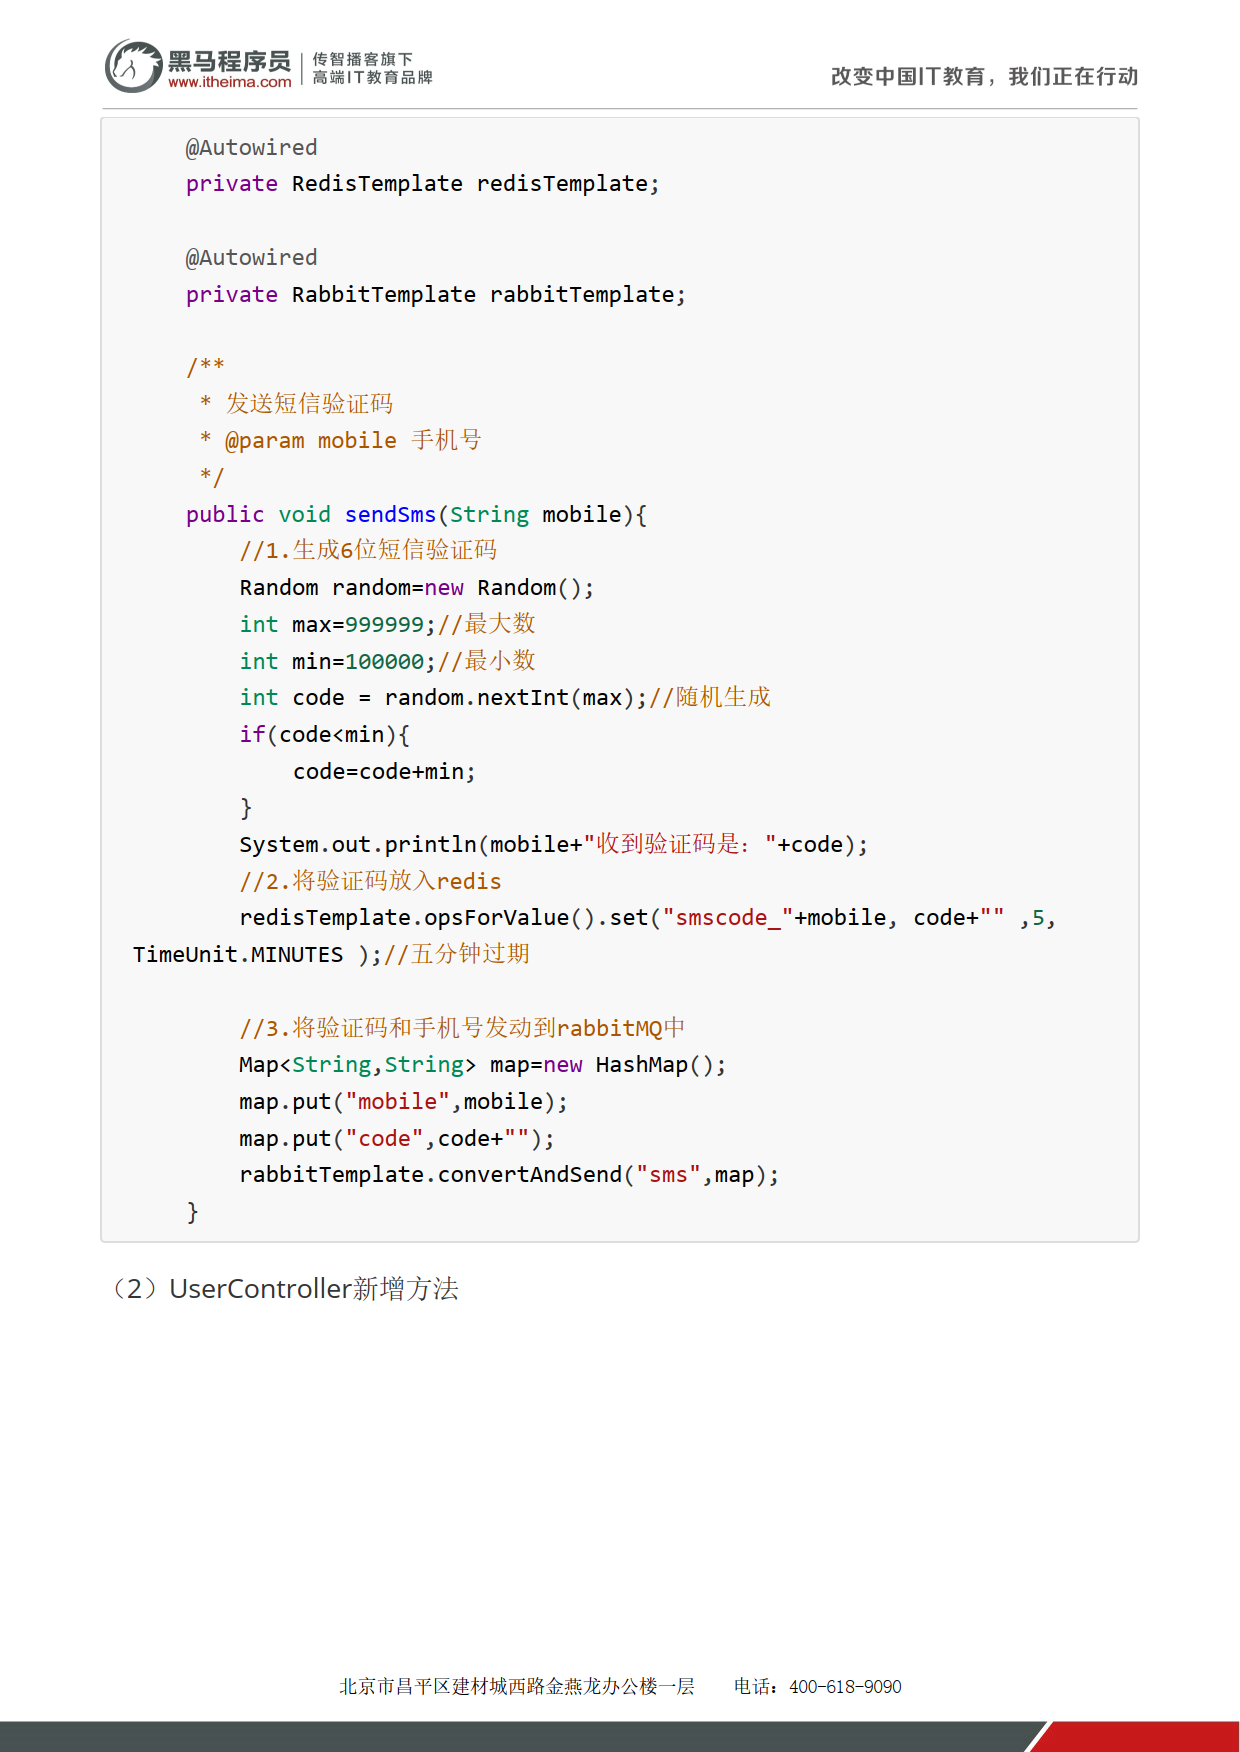 黑马程序员
www.itheima.com
传智播客旗下
高端IT教育品牌
改变中国IT教育，我们正在行动
@Autowired
private RedisTemplate redisTemplate;
@Autowired
private RabbitTemplate rabbitTemplate;
/**
* 发送短信验证码
* @param mobile 手机号
*/
public void sendSms(String mobile){
//1.生成6位短信验证码
Random random=new Random();
int max=999999;//最大数
int min=100000;//最小数
int code = random.nextInt(max);//随机生成
if(code<min){
code=code+min;
}
System.out.println(mobile+"收到验证码是："+code);
//2.将验证码放入redis
redisTemplate.opsForValue().set("smscode_"+mobile, code+"" ,5,
TimeUnit.MINUTES );//五分钟过期
//3.将验证码和手机号发动到rabbitMQ中
Map<String,String> map=new HashMap();
map.put("mobile",mobile);
map.put("code",code+"");
rabbitTemplate.convertAndSend("sms",map);
}
（2）UserController新增方法
北京市昌平区建材城西路金燕龙办公楼一层 电话：400-618-9090